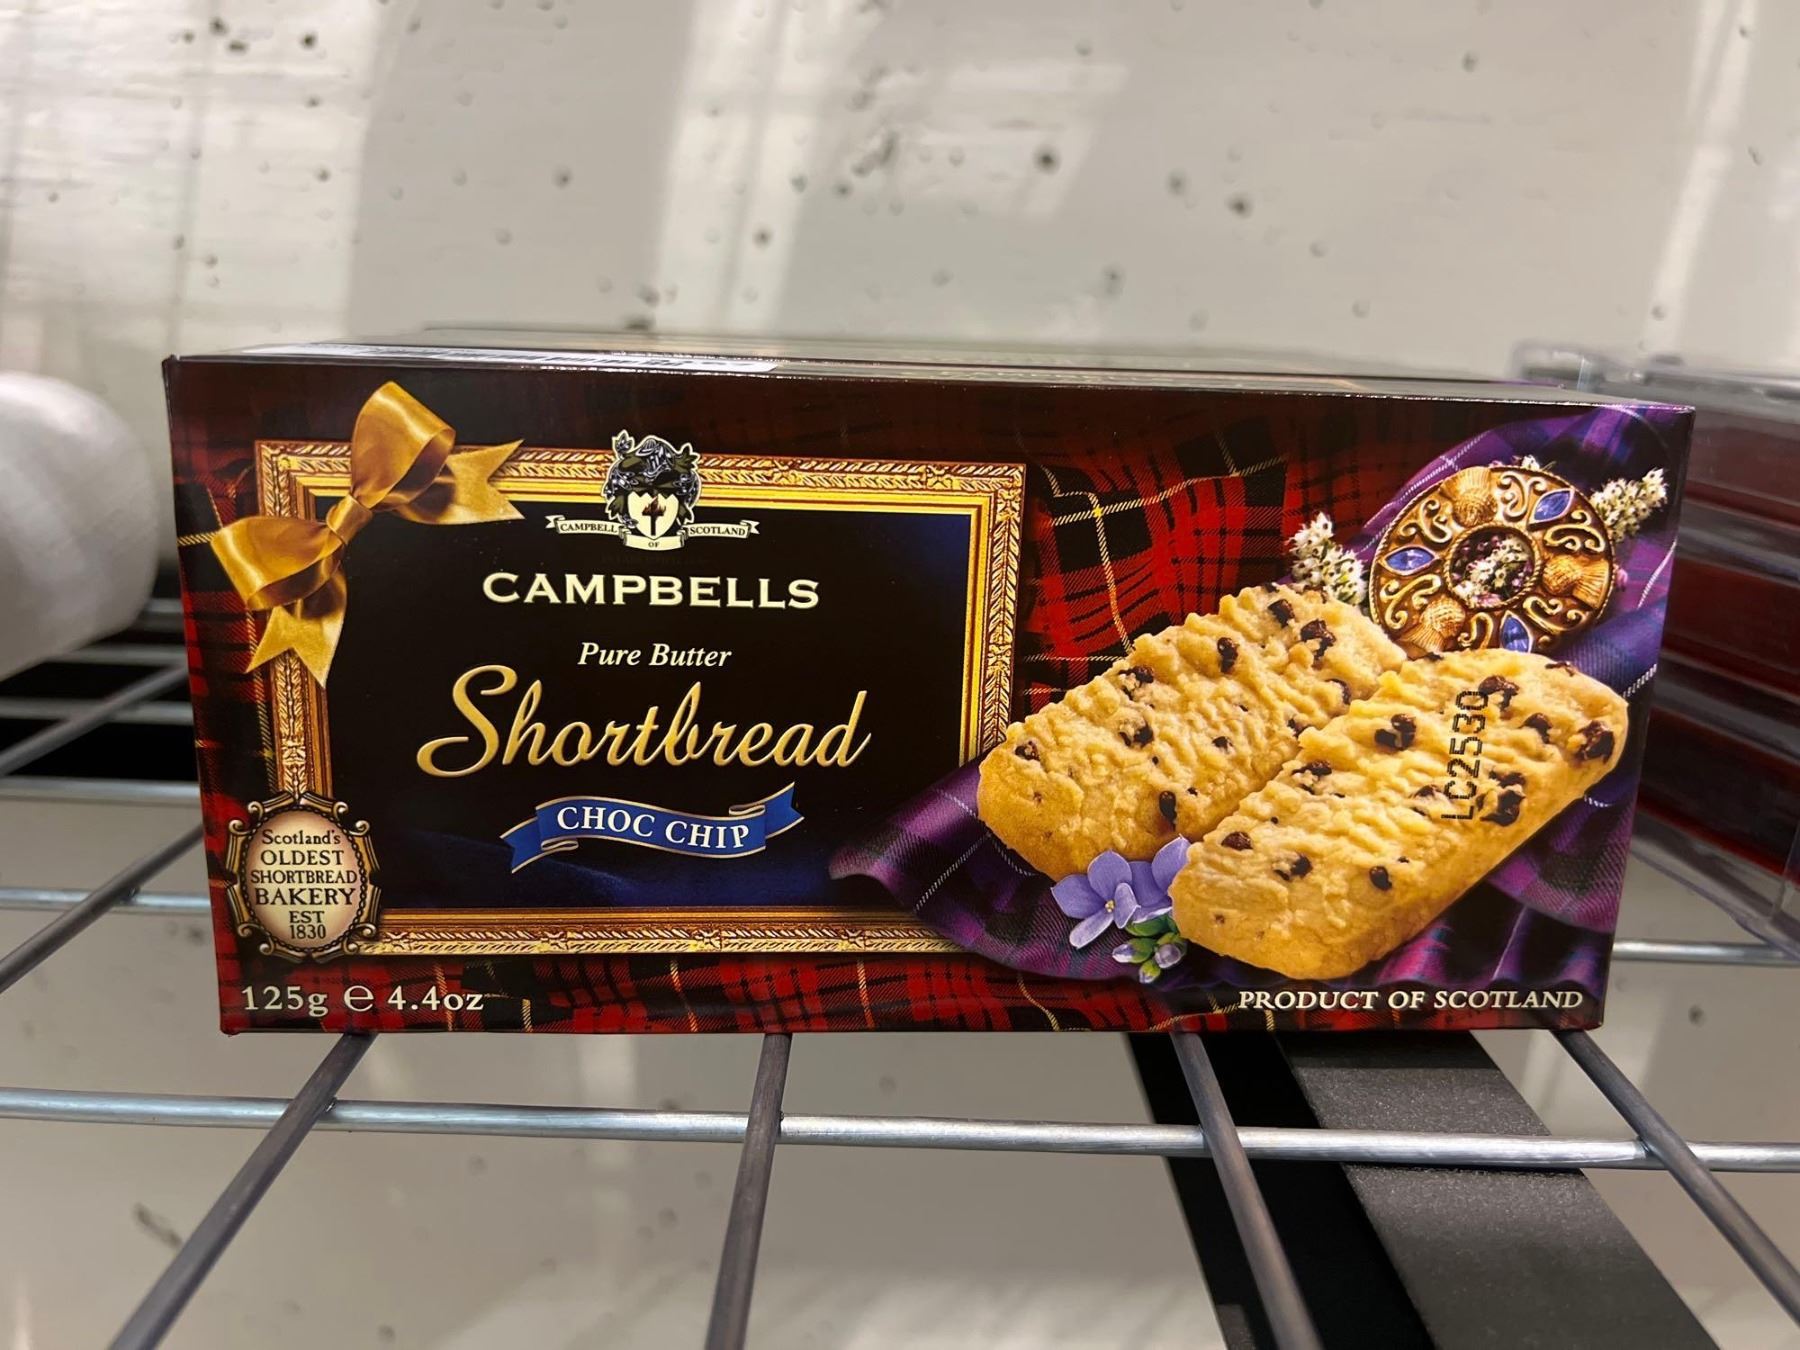 CAMPBELL OF SCOTLAND
CAMPBELLS
Pure Butter
Shortbread
CHOC CHIP
Scotland's
OLDEST
SHORTBREAD
BAKERY
EST
1830
125g ℮ 4.4oz
LC2530
PRODUCT OF SCOTLAND